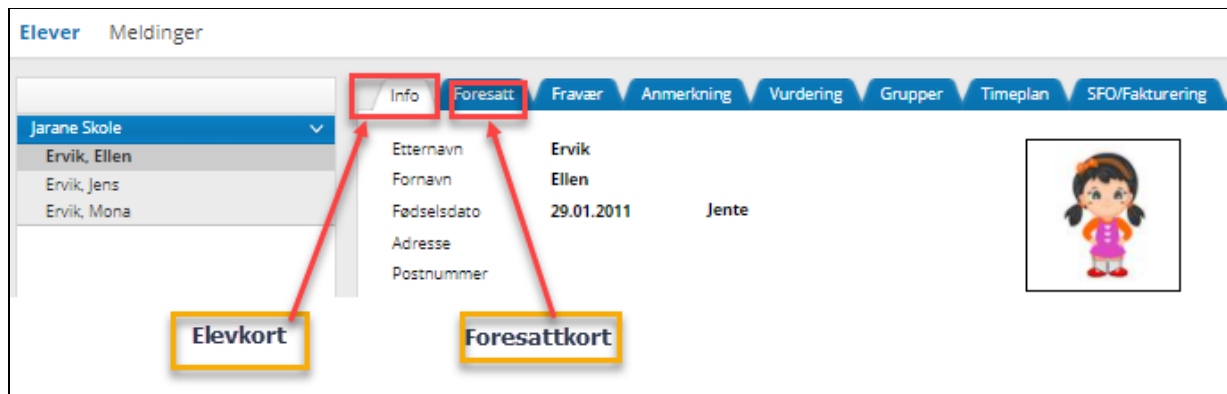 Elever Meldinger
Info Foresatt Fravær Anmerkning Vurdering Grupper Timeplan SFO/Fakturering
Jarane Skole
Ervik, Ellen
Ervik, Jens
Ervik, Mona
Etternavn Ervik
Fornavn Ellen
Fødselsdato 29.01.2011 Jente
Adresse
Postnummer
Elevkort Foresattkort